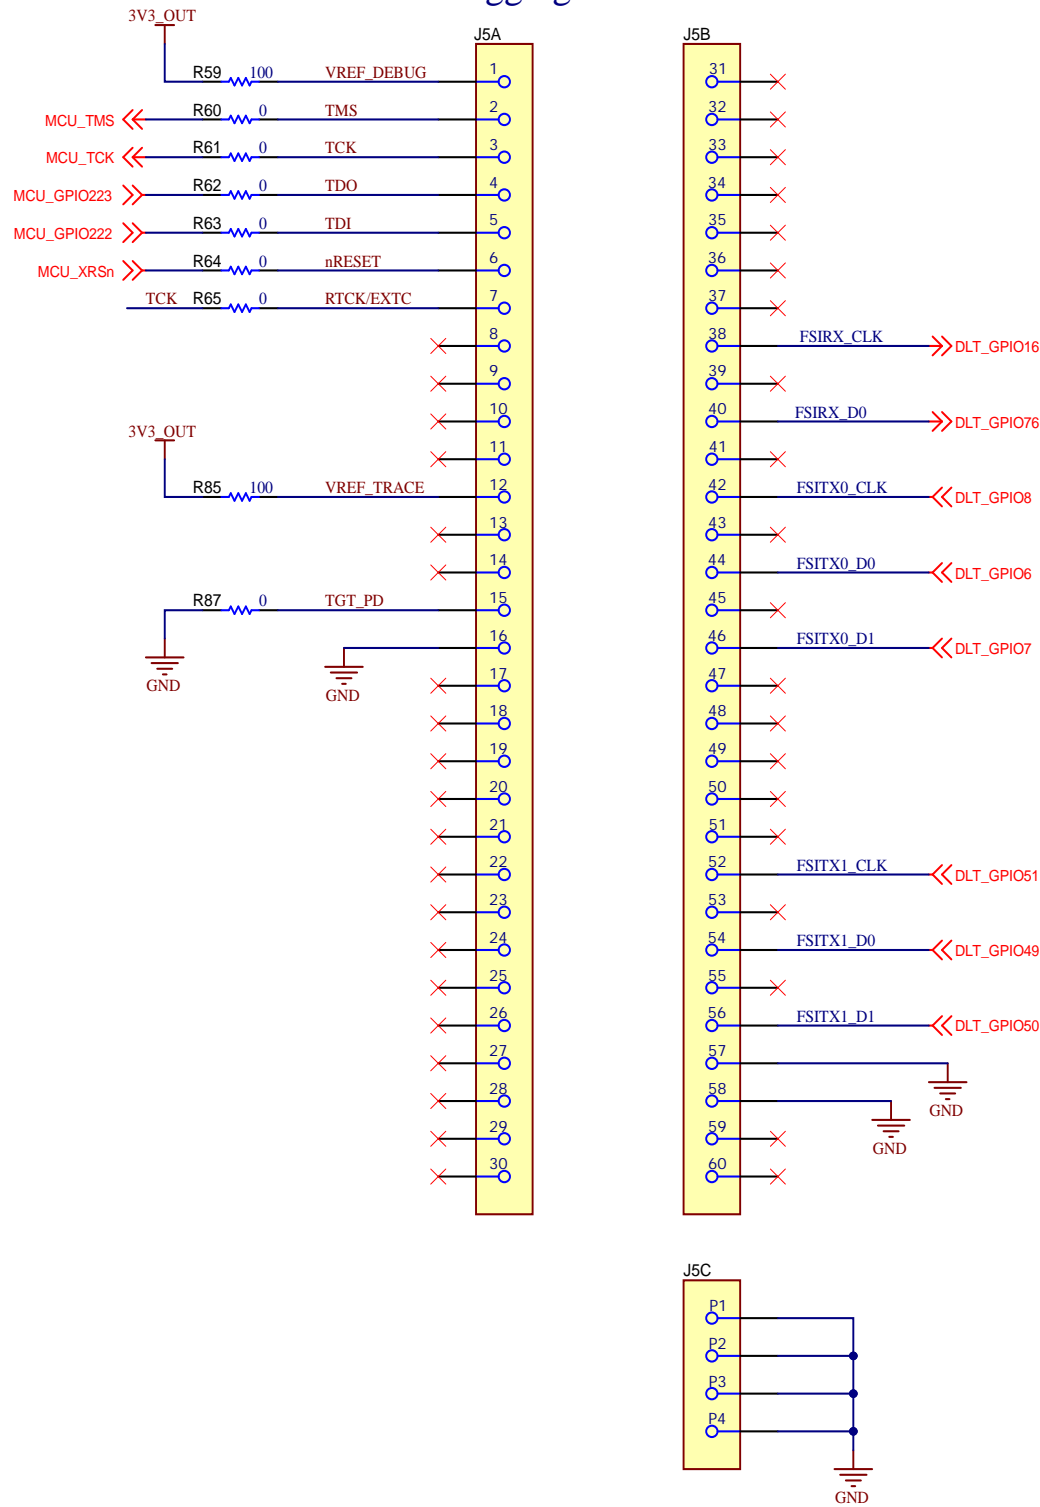 3V3_OUT
J5A
J5B
R59 100 VREF_DEBUG 1
31
MCU_TMS R60 0 TMS 2
32
MCU_TCK R61 0 TCK 3
33
MCU_GPIO223 R62 0 TDO 4
34
MCU_GPIO222 R63 0 TDI 5
35
MCU_XRSn R64 0 nRESET 6
36
TCK R65 0 RTCK/EXTC 7
37
8
38 FSIRX_CLK DLT_GPIO16
9
39
10
40 FSIRX_D0 DLT_GPIO76
3V3_OUT
11
41
R85 100 VREF_TRACE 12
42 FSITX0_CLK DLT_GPIO8
13
43
14
44 FSITX0_D0 DLT_GPIO6
R87 0 TGT_PD 15
45
16
46 FSITX0_D1 DLT_GPIO7
GND
GND
17
47
18
48
19
49
20
50
21
51
22
52 FSITX1_CLK DLT_GPIO51
23
53
24
54 FSITX1_D0 DLT_GPIO49
25
55
26
56 FSITX1_D1 DLT_GPIO50
27
57
GND
28
58
GND
29
59
30
60
J5C
P1
P2
P3
P4
GND